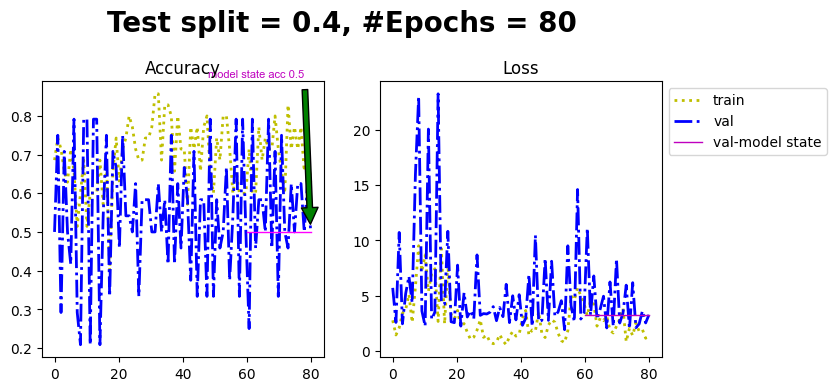 Test split = 0.4, #Epochs = 80
Accuracy
model state acc 0.5
0.8
0.7
0.6
0.5
0.4
0.3
0.2
0 20 40 60 80
Loss
20
15
10
5
0
0 20 40 60 80
train
val
val-model state